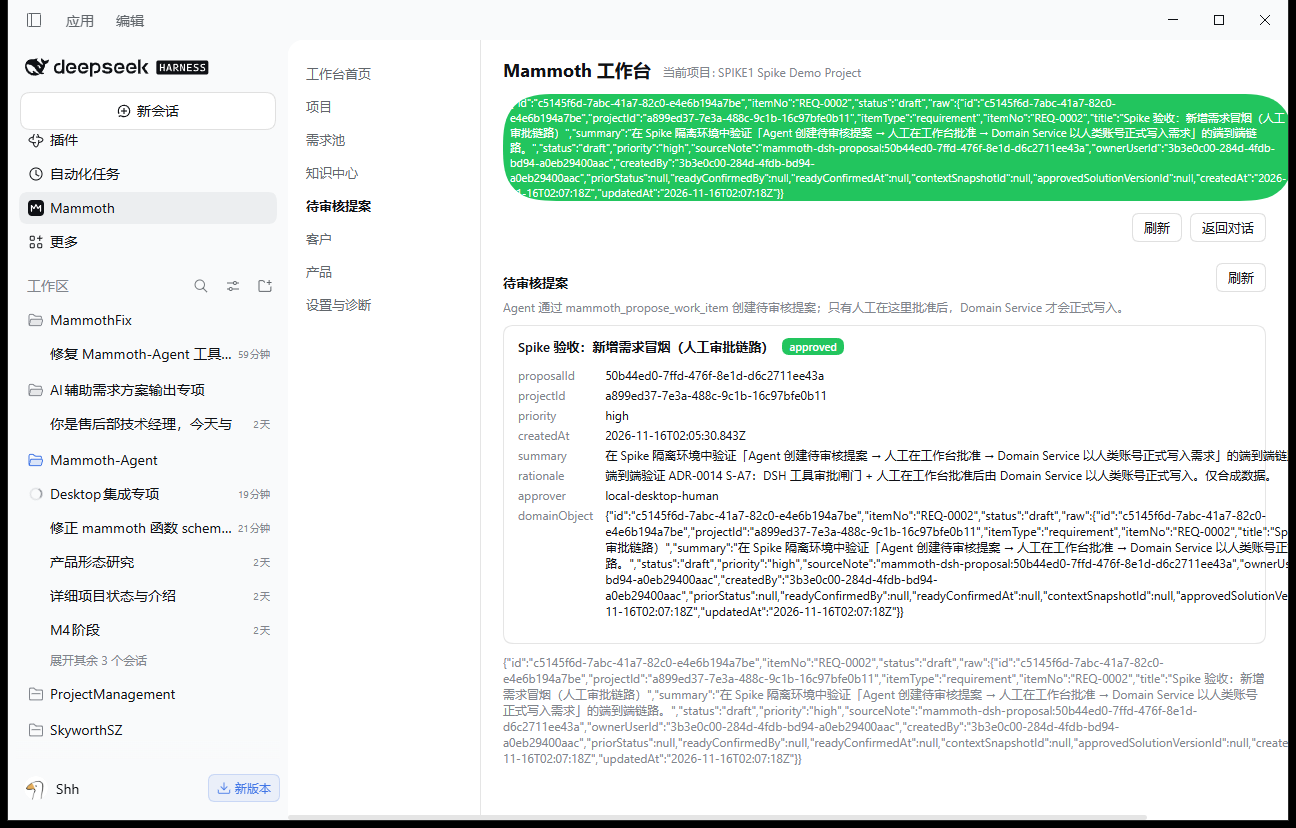 应用 编辑
deepseek HARNESS
新会话
插件
自动化任务
Mammoth
更多
工作区
MammothFix
修复 Mammoth-Agent 工具... 59分钟
AI辅助需求方案输出专项
你是售后部技术经理，今天与 2天
Mammoth-Agent
Desktop 集成专项 19分钟
修正 mammoth 函数 schem... 21分钟
产品形态研究 2天
详细项目状态与介绍 2天
M4阶段 2天
展开其余 3 个会话
ProjectManagement
SkyworthSZ
Shh 新版本
工作台首页
项目
需求池
知识中心
待审核提案
客户
产品
设置与诊断
Mammoth 工作台 当前项目: SPIKE1 Spike Demo Project
"id":"c5145f6d-7abc-41a7-82c0-e4e6b194a7be","itemNo":"REQ-0002","status":"draft","raw":{"id":"c5145f6d-7abc-41a7-82c0-
e4e6b194a7be","projectId":"a899ed37-7e3a-488c-9c1b-16c97bfe0b11","itemType":"requirement","itemNo":"REQ-0002","title":"Spike 验收：新增需求冒烟（人工
审批链路）","summary":"在 Spike 隔离环境中验证「Agent 创建待审核提案 → 人工在工作台批准 → Domain Service 以人类账号正式写入需求」的端到端链
路。","status":"draft","priority":"high","sourceNote":"mammoth-dsh-proposal:50b44ed0-7ffd-476f-8e1d-d6c2711ee43a","ownerUserId":"3b3e0c00-284d-4fdb-
bd94-a0eb29400aac","createdBy":"3b3e0c00-284d-4fdb-bd94-
a0eb29400aac","priorStatus":null,"readyConfirmedBy":null,"readyConfirmedAt":null,"contextSnapshotId":null,"approvedSolutionVersionId":null,"createdAt":"2026-
1-16T02:07:18Z","updatedAt":"2026-11-16T02:07:18Z"}}
刷新 返回对话
待审核提案 刷新
Agent 通过 mammoth_propose_work_item 创建待审核提案；只有人工在这里批准后，Domain Service 才会正式写入。
Spike 验收：新增需求冒烟（人工审批链路） approved
proposalId 50b44ed0-7ffd-476f-8e1d-d6c2711ee43a
projectId a899ed37-7e3a-488c-9c1b-16c97bfe0b11
priority high
createdAt 2026-11-16T02:05:30.843Z
summary 在 Spike 隔离环境中验证「Agent 创建待审核提案 → 人工在工作台批准 → Domain Service 以人类账号正式写入需求」的端到端链
rationale 端到端验证 ADR-0014 S-A7：DSH 工具审批闸门 + 人工在工作台批准后由 Domain Service 以人类账号正式写入。仅合成数据。
approver local-desktop-human
domainObject {"id":"c5145f6d-7abc-41a7-82c0-e4e6b194a7be","itemNo":"REQ-0002","status":"draft","raw":{"id":"c5145f6d-7abc-41a7-82c0-
e4e6b194a7be","projectId":"a899ed37-7e3a-488c-9c1b-16c97bfe0b11","itemType":"requirement","itemNo":"REQ-0002","title":"Sp
审批链路）","summary":"在 Spike 隔离环境中验证「Agent 创建待审核提案 → 人工在工作台批准 → Domain Service 以人类账号正
路。","status":"draft","priority":"high","sourceNote":"mammoth-dsh-proposal:50b44ed0-7ffd-476f-8e1d-d6c2711ee43a","ownerUs
bd94-a0eb29400aac","createdBy":"3b3e0c00-284d-4fdb-bd94-
a0eb29400aac","priorStatus":null,"readyConfirmedBy":null,"readyConfirmedAt":null,"contextSnapshotId":null,"approvedSolutionVe
11-16T02:07:18Z","updatedAt":"2026-11-16T02:07:18Z"}}
{"id":"c5145f6d-7abc-41a7-82c0-e4e6b194a7be","itemNo":"REQ-0002","status":"draft","raw":{"id":"c5145f6d-7abc-41a7-82c0-
e4e6b194a7be","projectId":"a899ed37-7e3a-488c-9c1b-16c97bfe0b11","itemType":"requirement","itemNo":"REQ-0002","title":"Spike 验收：新增
需求冒烟（人工审批链路）","summary":"在 Spike 隔离环境中验证「Agent 创建待审核提案 → 人工在工作台批准 → Domain Service 以人类账号
正式写入需求」的端到端链路。","status":"draft","priority":"high","sourceNote":"mammoth-dsh-proposal:50b44ed0-7ffd-476f-8e1d-
d6c2711ee43a","ownerUserId":"3b3e0c00-284d-4fdb-bd94-a0eb29400aac","createdBy":"3b3e0c00-284d-4fdb-bd94-
a0eb29400aac","priorStatus":null,"readyConfirmedBy":null,"readyConfirmedAt":null,"contextSnapshotId":null,"approvedSolutionVersionId":null,"create
11-16T02:07:18Z","updatedAt":"2026-11-16T02:07:18Z"}}